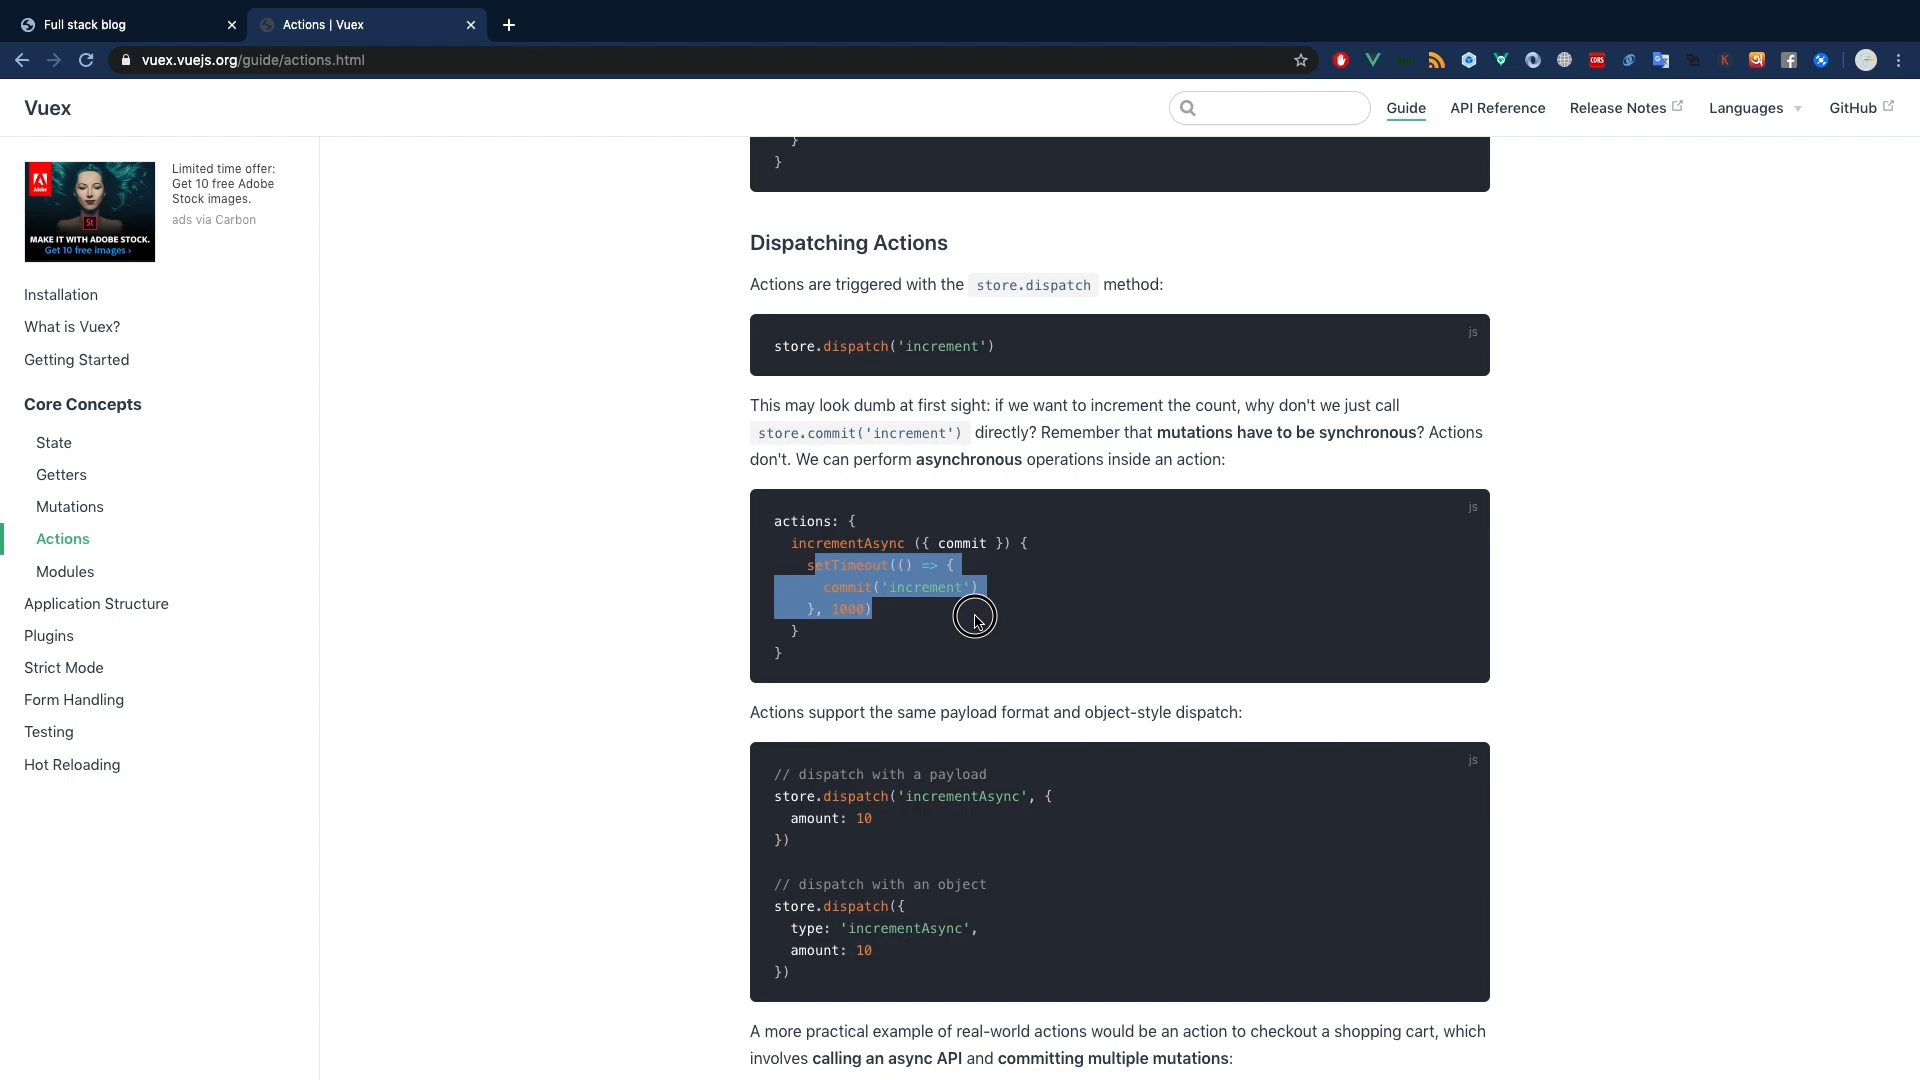 Full stack blog
Actions | Vuex
vuex.vuejs.org/guide/actions.html
Vuex
Guide
API Reference
Release Notes
Languages
GitHub
Adobe
St
MAKE IT WITH ADOBE STOCK.
Get 10 free images ›
Limited time offer:
Get 10 free Adobe
Stock images.
ads via Carbon
Installation
What is Vuex?
Getting Started
Core Concepts
State
Getters
Mutations
Actions
Modules
Application Structure
Plugins
Strict Mode
Form Handling
Testing
Hot Reloading
}
}
Dispatching Actions
Actions are triggered with the store.dispatch method:
js
store.dispatch('increment')
This may look dumb at first sight: if we want to increment the count, why don't we just call
store.commit('increment') directly? Remember that mutations have to be synchronous? Actions
don't. We can perform asynchronous operations inside an action:
js
actions: {
incrementAsync ({ commit }) {
setTimeout(() => {
commit('increment')
}, 1000)
}
}
Actions support the same payload format and object-style dispatch:
js
// dispatch with a payload
store.dispatch('incrementAsync', {
amount: 10
})
// dispatch with an object
store.dispatch({
type: 'incrementAsync',
amount: 10
})
A more practical example of real-world actions would be an action to checkout a shopping cart, which
involves calling an async API and committing multiple mutations: